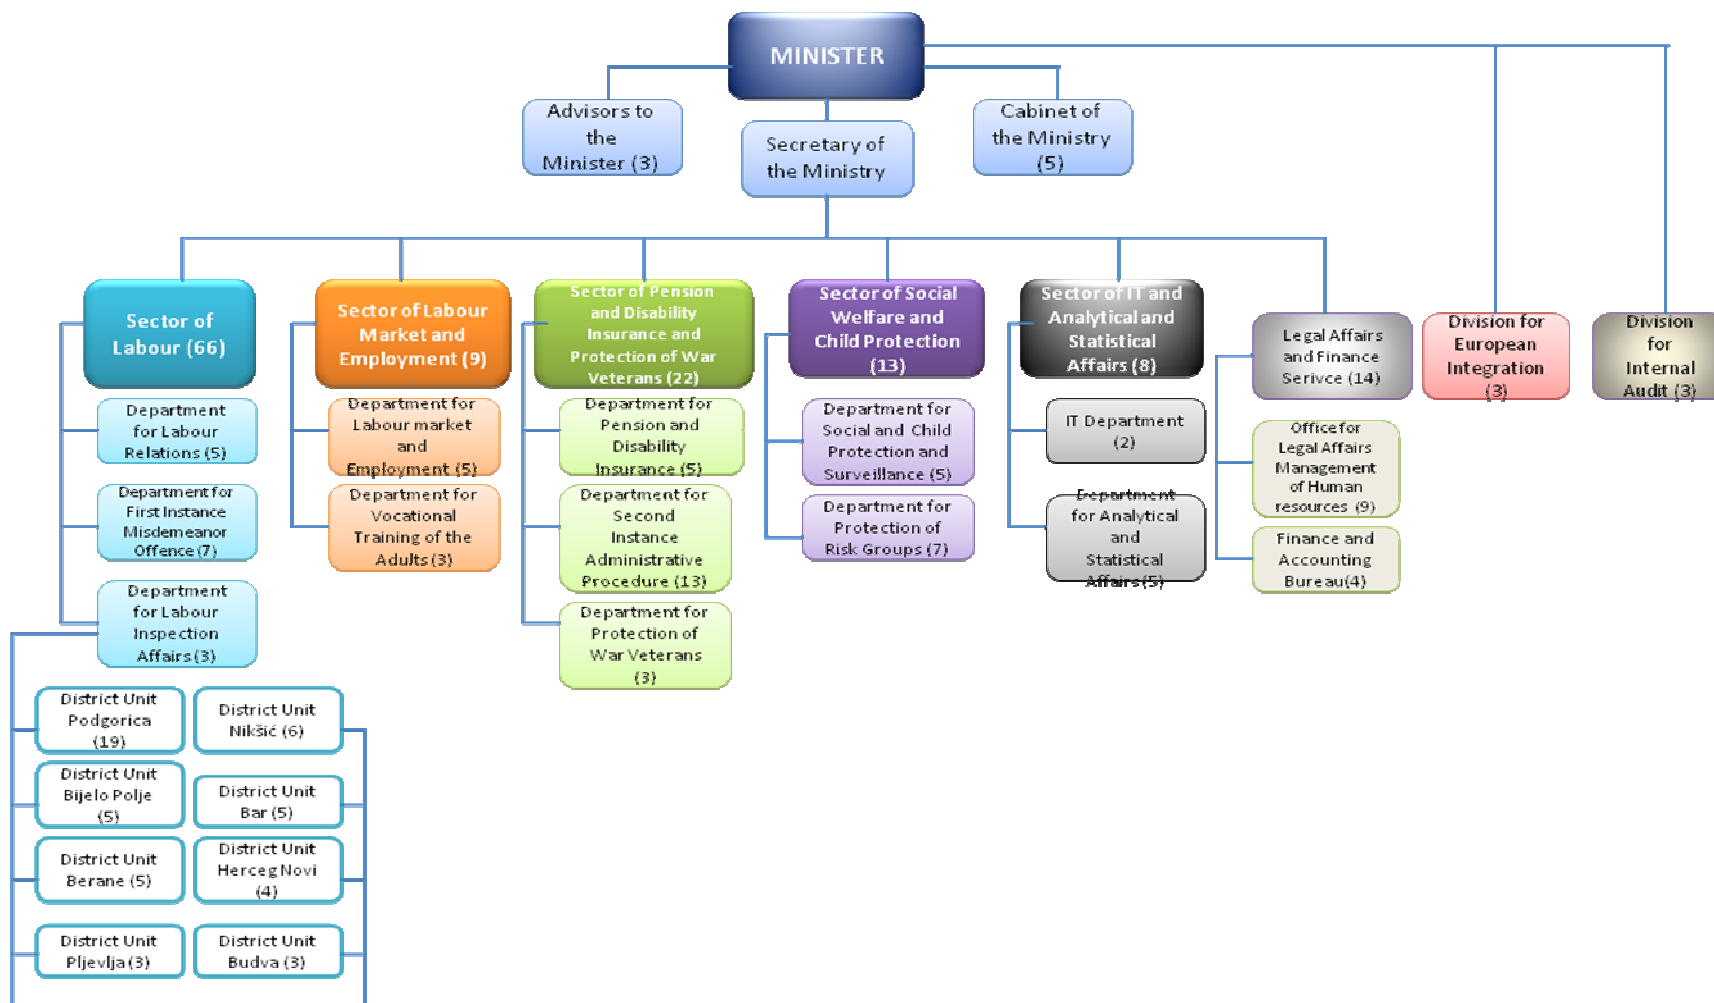 MINISTER
Advisors to
the
Minister (3)
Secretary of
the Ministry
Cabinet of
the Ministry
(5)
Sector of
Labour (66)
Sector of Labour
Market and
Employment (9)
Sector of Pension
and Disability
Insurance and
Protection of War
Veterans (22)
Sector of Social
Welfare and
Child Protection
(13)
Sector of IT and
Analytical and
Statistical
Affairs (8)
Legal Affairs
and Finance
Serivce (14)
Division for
European
Integration
(3)
Division
for
Internal
Audit (3)
Department
for Labour
Relations (5)
Department for
First Instance
Misdemeanor
Offence (7)
Department
for Labour
Inspection
Affairs (3)
Department for
Labour market
and
Employment (5)
Department for
Vocational
Training of the
Adults (3)
Department for
Pension and
Disability
Insurance (5)
Department for
Second
Instance
Administrative
Procedure (13)
Department for
Protection of
War Veterans
(3)
Department for
Social and Child
Protection and
Surveillance (5)
Department for
Protection of
Risk Groups (7)
IT Department
(2)
Department
for Analytical
and
Statistical
Affairs (5)
Office for
Legal Affairs
Management
of Human
resources (9)
Finance and
Accounting
Bureau(4)
District Unit
Podgorica
(19)
District Unit
Nikšić (6)
District Unit
Bijelo Polje
(5)
District Unit
Bar (5)
District Unit
Berane (5)
District Unit
Herceg Novi
(4)
District Unit
Pljevlja (3)
District Unit
Budva (3)